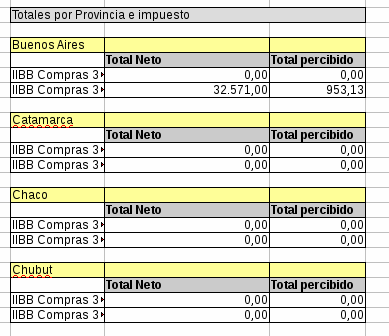 Totales por Provincia e impuesto
Buenos Aires
Total Neto Total percibido
IIBB Compras 3 0,00 0,00
IIBB Compras 3 32.571,00 953,13
Catamarca
Total Neto Total percibido
IIBB Compras 3 0,00 0,00
IIBB Compras 3 0,00 0,00
Chaco
Total Neto Total percibido
IIBB Compras 3 0,00 0,00
IIBB Compras 3 0,00 0,00
Chubut
Total Neto Total percibido
IIBB Compras 3 0,00 0,00
IIBB Compras 3 0,00 0,00